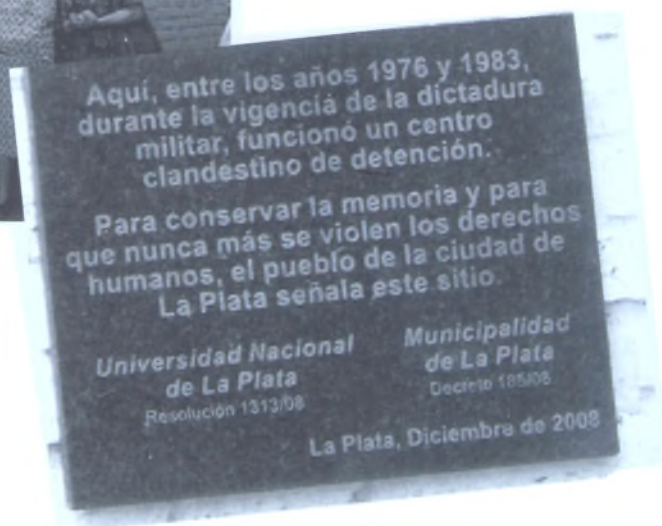 Aquí, entre los años 1976 y 1983,
durante la vigencia de la dictadura
militar, funcionó un centro
clandestino de detención.
Para conservar la memoria y para
que nunca más se violen los derechos
humanos, el pueblo de la ciudad de
La Plata señala este sitio.
Universidad Nacional
de La Plata
Resolución 1313/08
Municipalidad
de La Plata
Decreto 185/08
La Plata, Diciembre de 2008